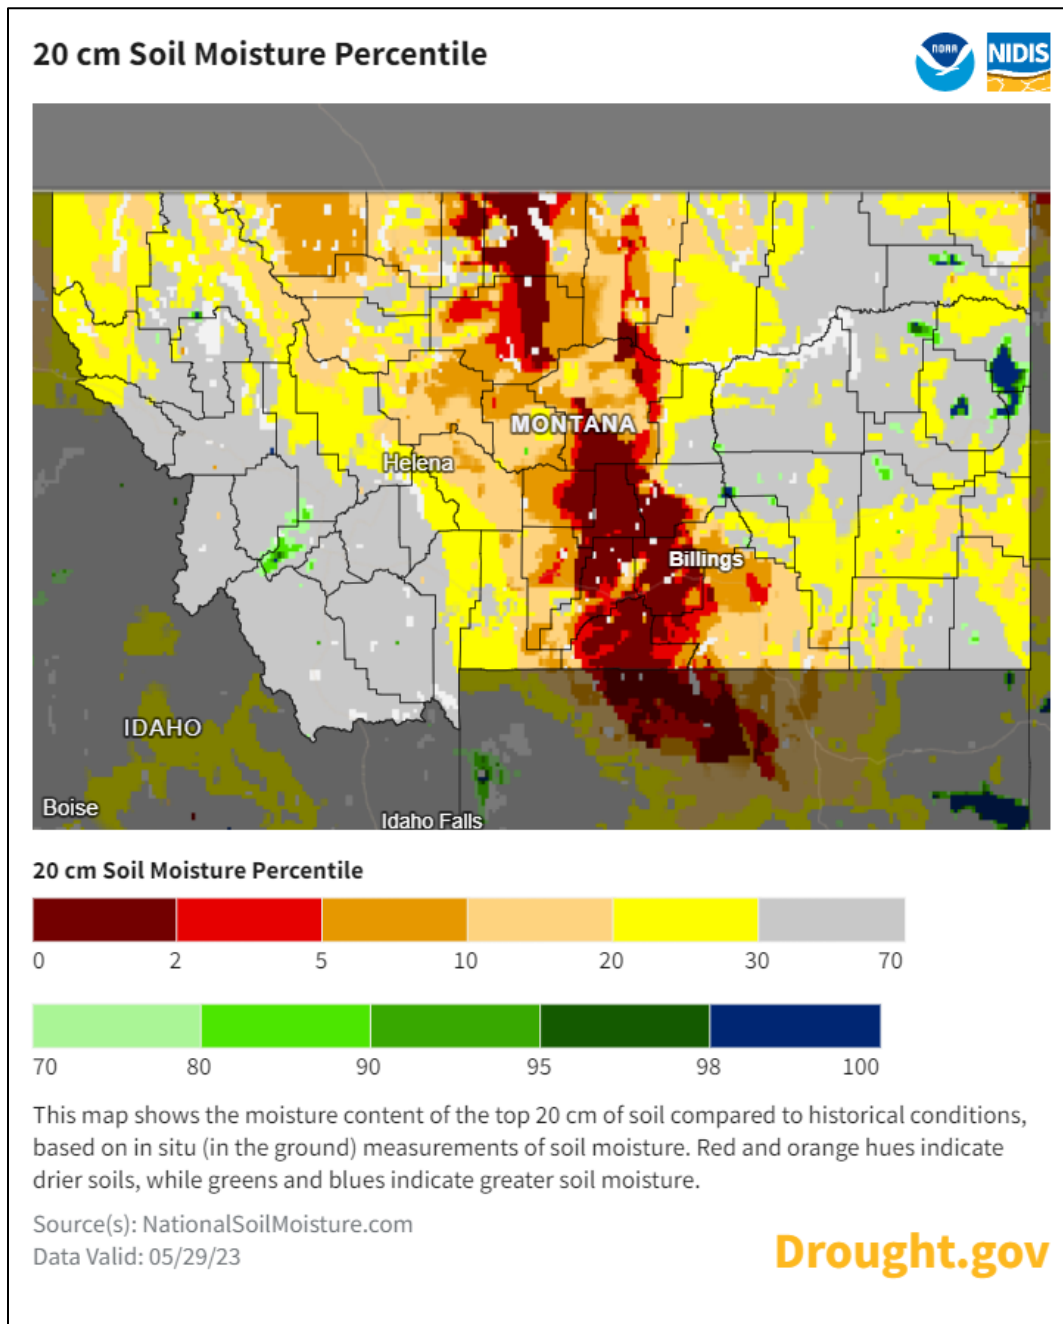 20 cm Soil Moisture Percentile
NOAA
NIDIS
MONTANA
Helena
Billings
IDAHO
Boise
Idaho Falls
20 cm Soil Moisture Percentile
0 2 5 10 20 30 70
70 80 90 95 98 100
This map shows the moisture content of the top 20 cm of soil compared to historical conditions,
based on in situ (in the ground) measurements of soil moisture. Red and orange hues indicate
drier soils, while greens and blues indicate greater soil moisture.
Source(s): NationalSoilMoisture.com
Data Valid: 05/29/23
Drought.gov